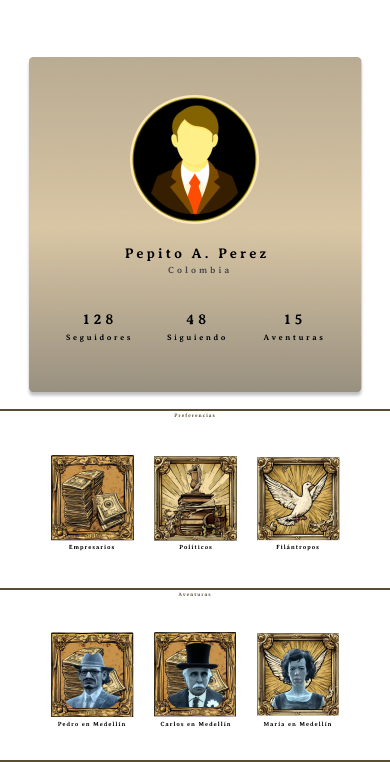 Pepito A. Perez
Colombia
128 48 15
Seguidores Siguiendo Aventuras
Preferencias
Empresarios Políticos Filántropos
Aventuras
Pedro en Medellín Carlos en Medellín María en Medellín